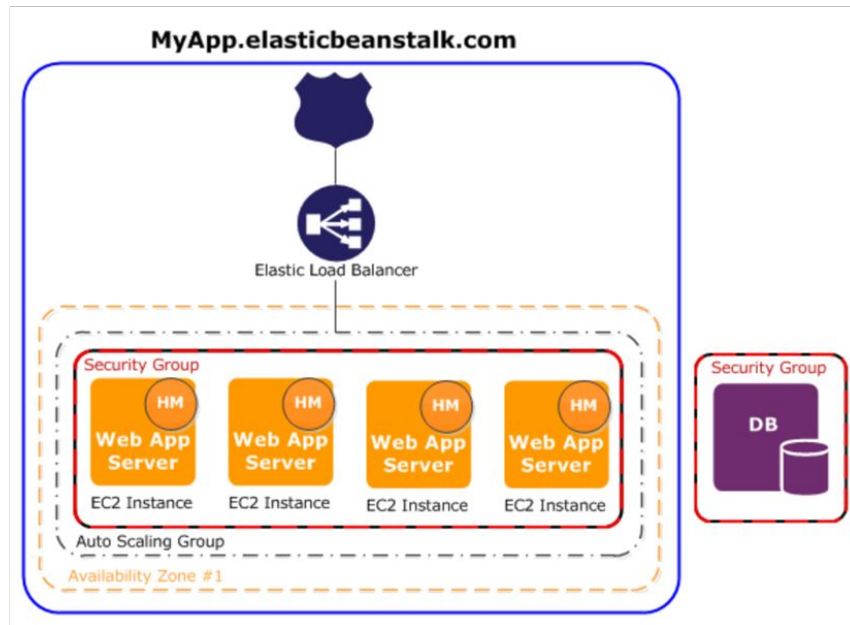 MyApp.elasticbeanstalk.com
Elastic Load Balancer
Security Group
HM
HM
HM
HM
Web App
Server
Web App
Server
Web App
Server
Web App
Server
EC2 Instance
EC2 Instance
EC2 Instance
EC2 Instance
Auto Scaling Group
Availability Zone #1
Security Group
DB